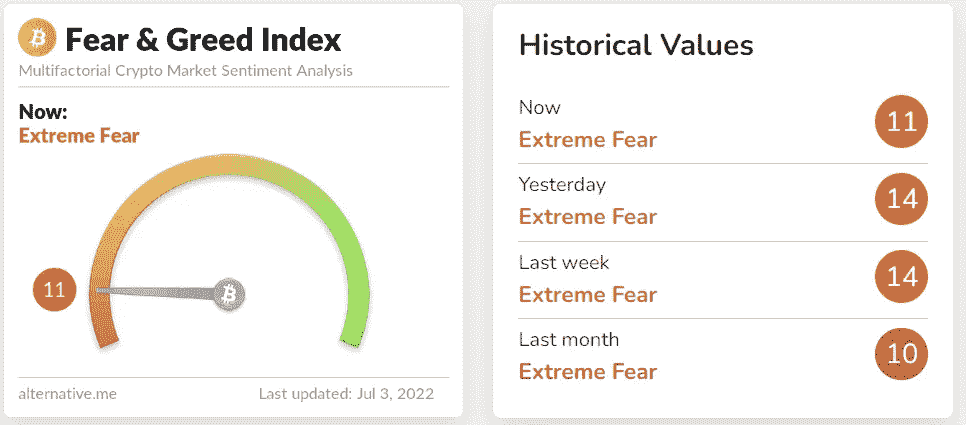 Fear & Greed Index
Multifactorial Crypto Market Sentiment Analysis
Now:
Extreme Fear
11
alternative.me Last updated: Jul 3, 2022
Historical Values
Now
Extreme Fear 11
Yesterday
Extreme Fear 14
Last week
Extreme Fear 14
Last month
Extreme Fear 10